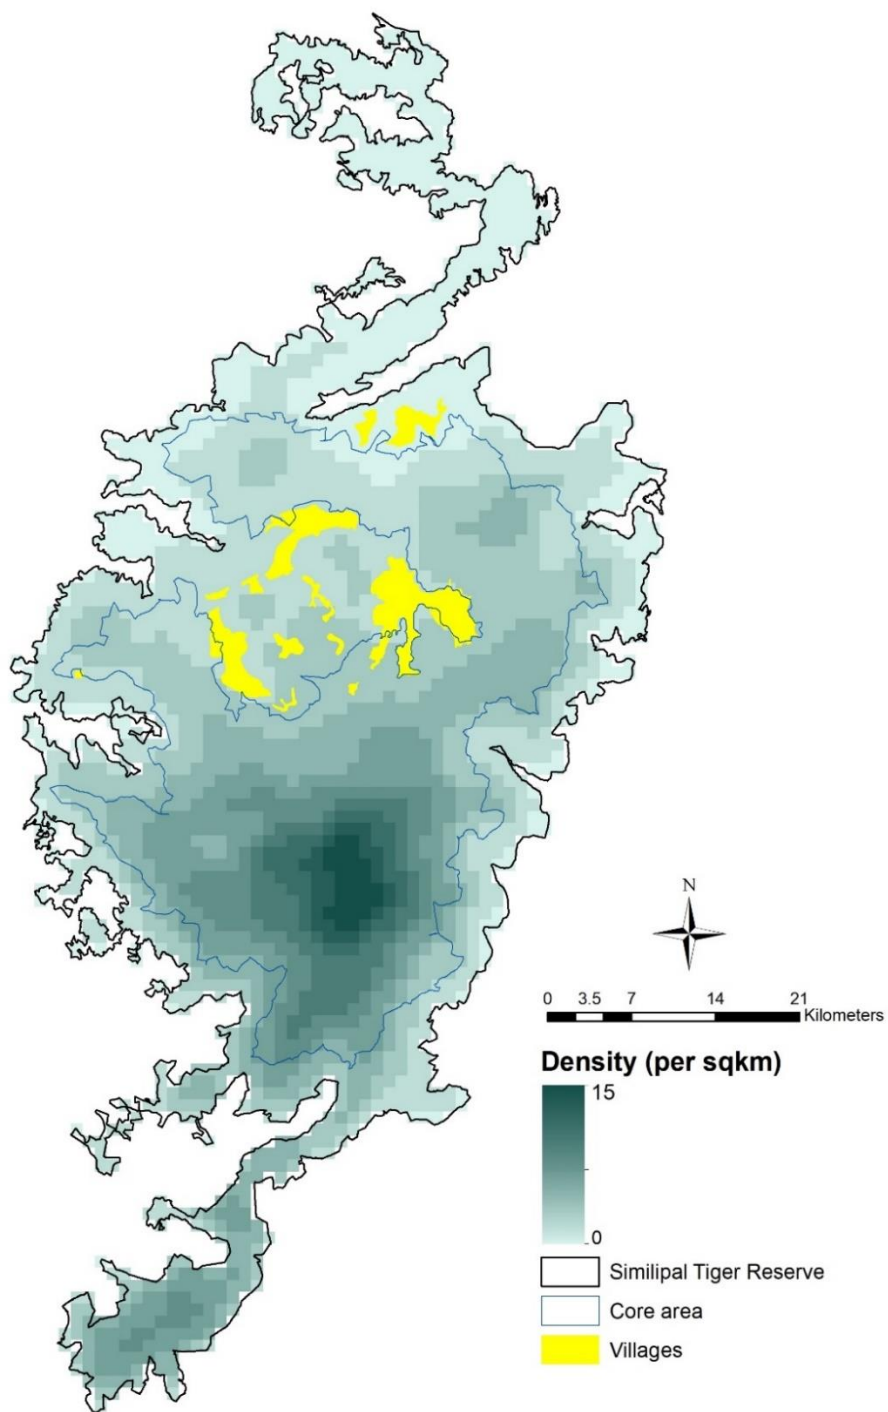 N
0 3.5 7 14 21
Kilometers
Density (per sqkm)
15
0
Similipal Tiger Reserve
Core area
Villages